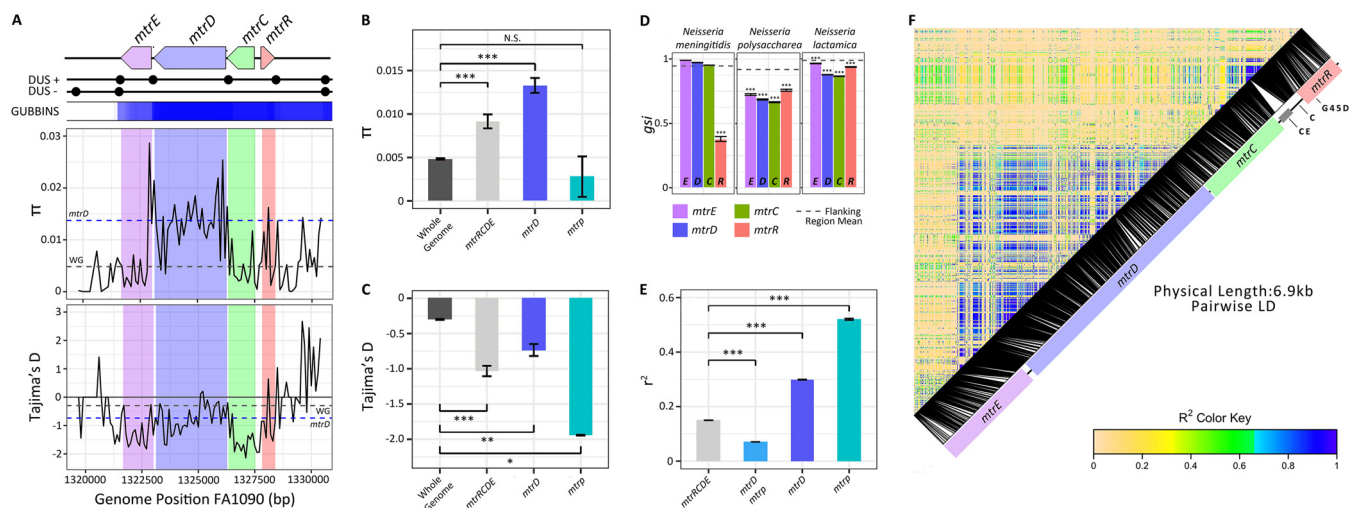 A
mtrE
mtrD
mtrC
mtrR
DUS +
DUS -
GUBBINS
0.03
0.02
0.01
0
π
mtrD
WG
3
2
1
0
-1
-2
Tajima's D
WG
mtrD
1320000
1322500
1325000
1327500
1330000
Genome Position FA1090 (bp)
B
N.S.
***
***
0.015
0.010
0.005
0
π
Whole Genome
mtrRCDE
mtrD
mtrp
C
0
-0.5
-1.0
-1.5
-2.0
Tajima's D
***
**
*
Whole Genome
mtrRCDE
mtrD
mtrp
D
Neisseria meningitidis
Neisseria polysaccharea
Neisseria lactamica
1
0.5
0
gsi
***
*** *** *** ***
*** *** *** ***
E D C R
E D C R
E D C R
mtrE
mtrC
Flanking Region Mean
mtrD
mtrR
E
0.6
0.4
0.2
0
r²
***
***
***
mtrRCDE
mtrD mtrp
mtrD
mtrp
F
mtrR
G45D
C
CE
mtrC
mtrD
mtrE
Physical Length:6.9kb
Pairwise LD
R² Color Key
0 0.2 0.4 0.6 0.8 1